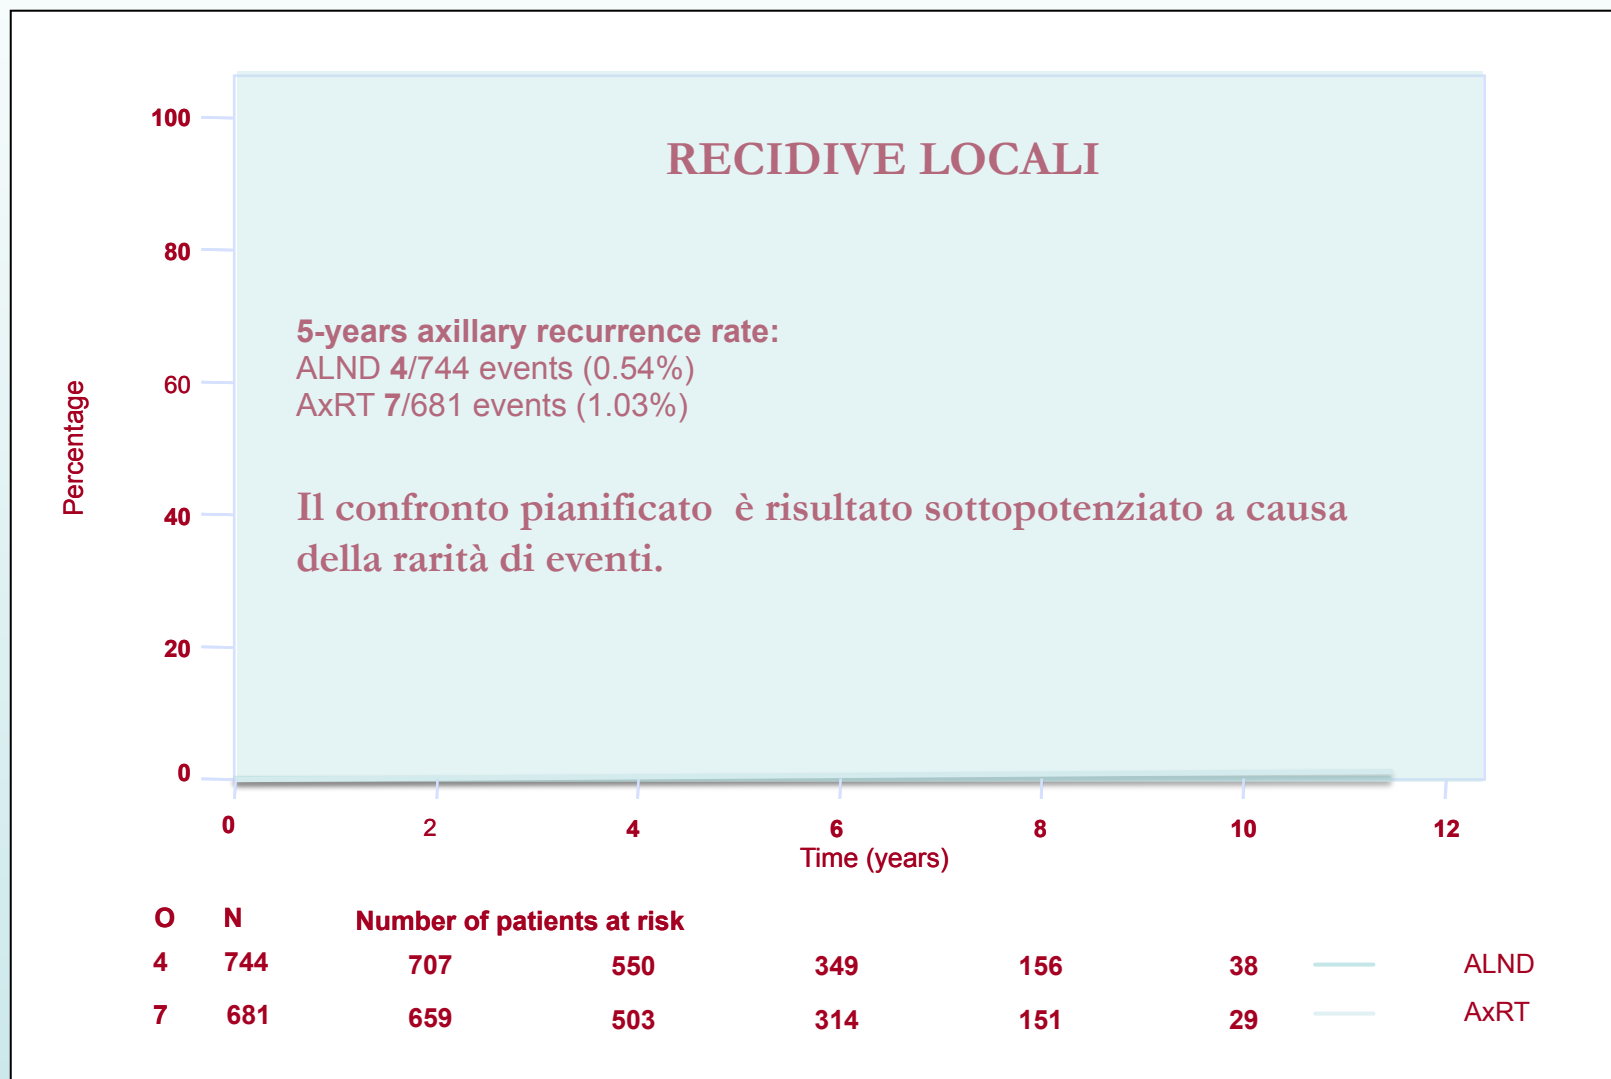 RECIDIVE LOCALI
100
80
60
40
20
0
Percentage
5-years axillary recurrence rate:
ALND 4/744 events (0.54%)
AxRT 7/681 events (1.03%)
Il confronto pianificato è risultato sottopotenziato a causa
della rarità di eventi.
0 2 4 6 8 10 12
Time (years)
O N Number of patients at risk
4 744 707 550 349 156 38 ALND
7 681 659 503 314 151 29 AxRT